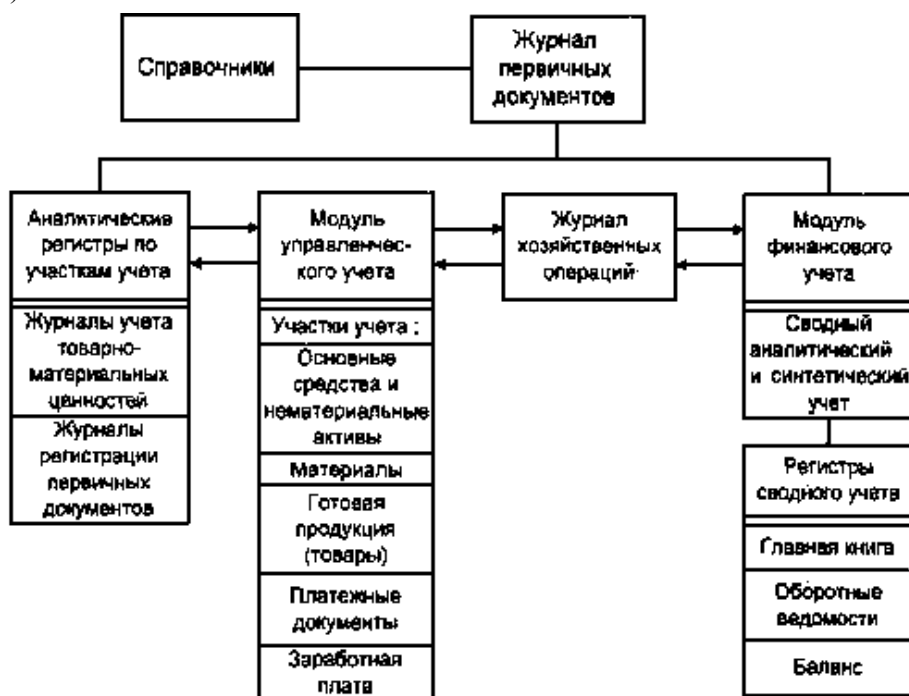 )
Справочники
Журнал
первичных
документов
Аналитические
регистры по
участкам учета
Журналы учета
товарно-
материальных
ценностей
Журналы
регистрации
первичных
документов
Модуль
управленчес-
кого учета
Участки учета :
Основные
средства и
нематериальные
активы
Материалы
Готовая
продукция
(товары)
Платежные
документы
Заработная
плата
Журнал
хозяйственных
операций
Модуль
финансового
учета
Сводный
аналитический
и синтетический
учет
Регистры
сводного учета
Главная книга
Оборотные
ведомости
Баланс